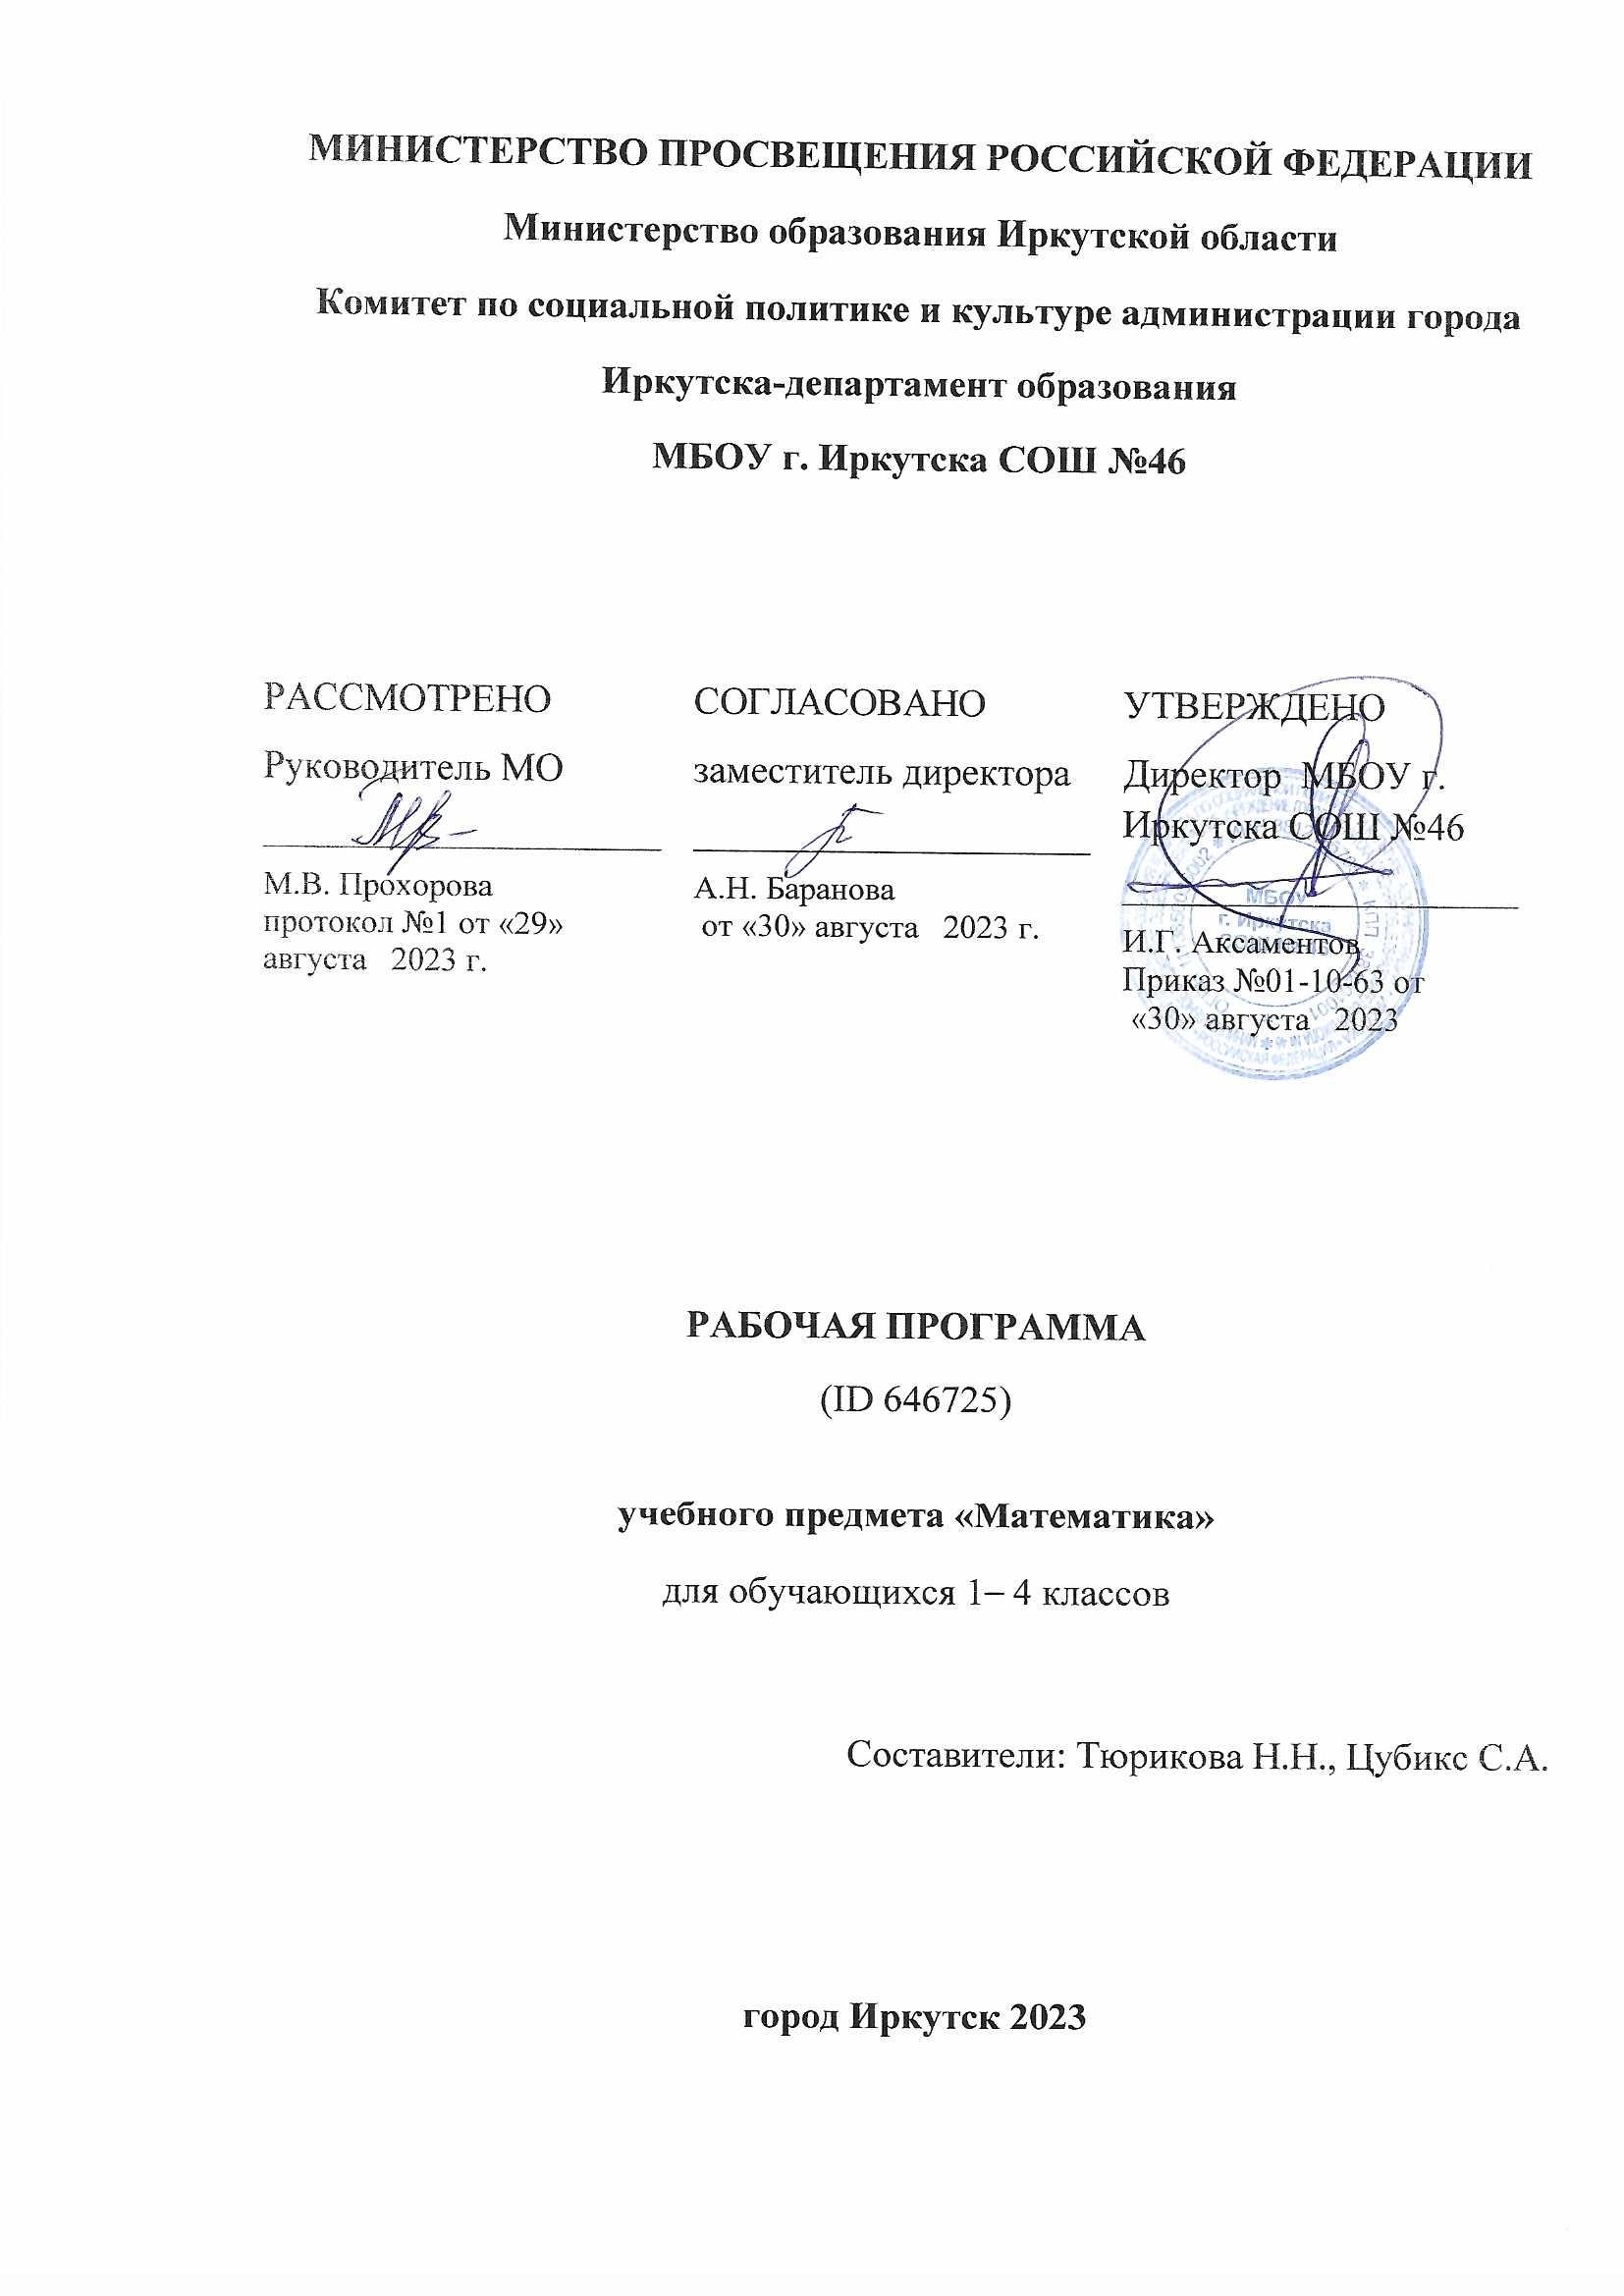 МИНИСТЕРСТВО ПРОСВЕЩЕНИЯ РОССИЙСКОЙ ФЕДЕРАЦИИ
Министерство образования Иркутской области
Комитет по социальной политике и культуре администрации города
Иркутска-департамент образования
МБОУ г. Иркутска СОШ №46
РАССМОТРЕНО
Руководитель МО
М.В. Прохорова
протокол №1 от «29»
августа 2023 г.
СОГЛАСОВАНО
заместитель директора
А.Н. Баранова
от «30» августа 2023 г.
УТВЕРЖДЕНО
Директор МБОУ г.
Иркутска СОШ №46
МБОУ
г. Иркутска
И.Г. Аксаментов
Приказ №01-10-63 от
«30» августа 2023
РАБОЧАЯ ПРОГРАММА
(ID 646725)
учебного предмета «Математика»
для обучающихся 1– 4 классов
Составители: Тюрикова Н.Н., Цубикс С.А.
город Иркутск 2023